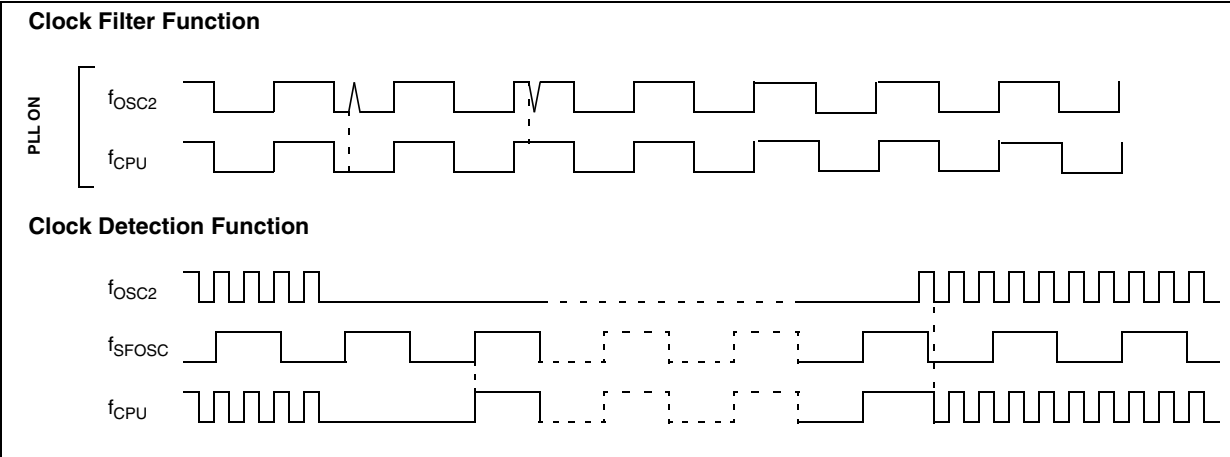 Clock Filter Function
PLL ON
fOSC2
fCPU
Clock Detection Function
fOSC2
fSFOSC
fCPU